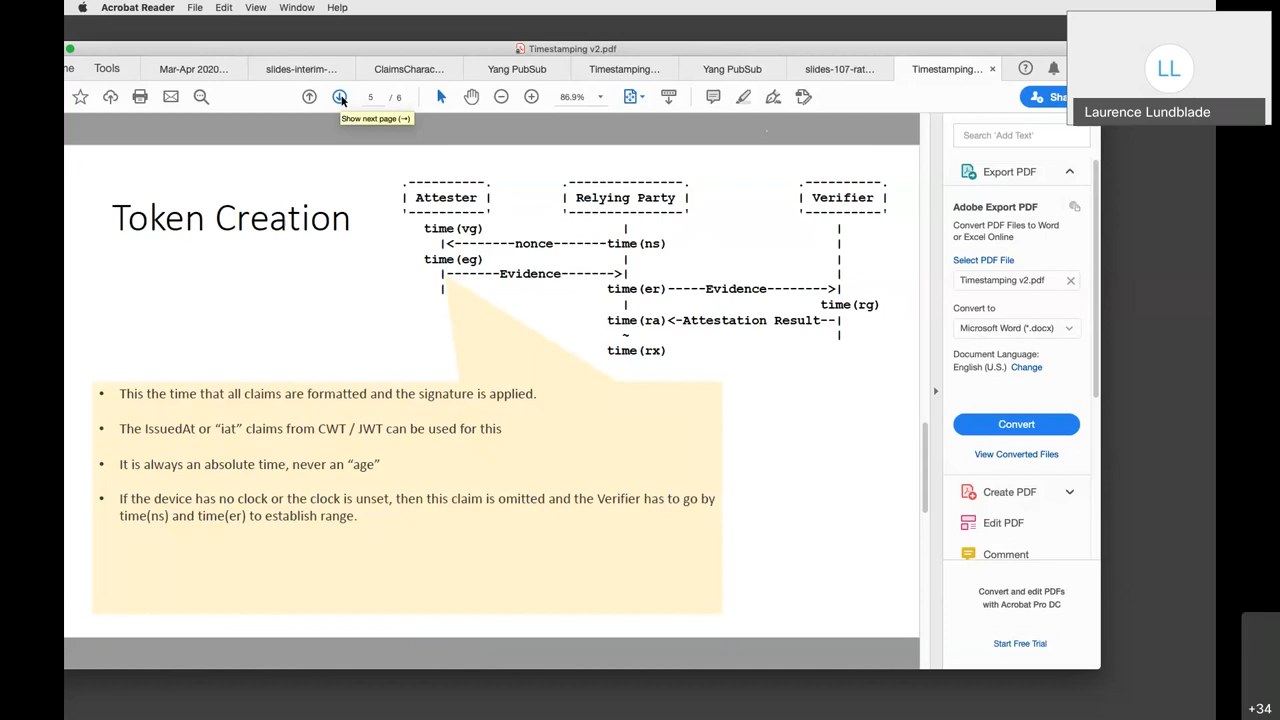 Acrobat Reader File Edit View Window Help
Timestamping v2.pdf
me Tools Mar-Apr 2020... slides-interim-... ClaimsCharac... Yang PubSub Timestamping... Yang PubSub slides-107-rat... Timestamping... ×
5 / 6 86.9% Sha
Show next page (→)
LL
Laurence Lundblade
Token Creation
.----------. .---------------. .----------.
| Attester | | Relying Party | | Verifier |
'----------' '---------------' '----------'
time(vg) | |
|<--------nonce--------time(ns) |
time(eg) | |
|-------Evidence------->| |
| time(er)-----Evidence-------->|
| time(rg)
time(ra)<-Attestation Result--|
~ |
time(rx)
• This the time that all claims are formatted and the signature is applied.
• The IssuedAt or “iat” claims from CWT / JWT can be used for this
• It is always an absolute time, never an “age”
• If the device has no clock or the clock is unset, then this claim is omitted and the Verifier has to go by
time(ns) and time(er) to establish range.
Search 'Add Text'
Export PDF
Adobe Export PDF
Convert PDF Files to Word
or Excel Online
Select PDF File
Timestamping v2.pdf ×
Convert to
Microsoft Word (*.docx)
Document Language:
English (U.S.) Change
Convert
View Converted Files
Create PDF
Edit PDF
Comment
Convert and edit PDFs
with Acrobat Pro DC
Start Free Trial
+34